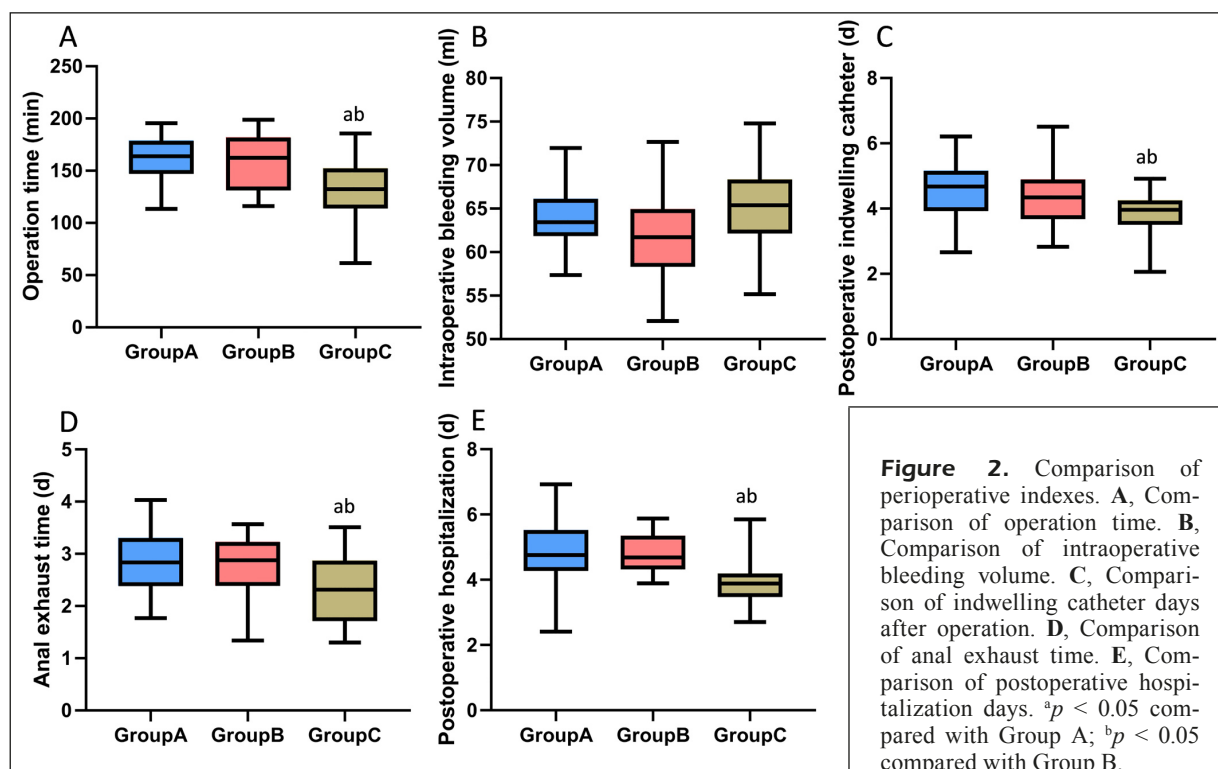 A
Operation time (min)
250
200
150
100
50
0
ab
GroupA GroupB GroupC
B
Intraoperative bleeding volume (ml)
80
75
70
65
60
55
50
GroupA GroupB GroupC
C
Postoperative indwelling catheter (d)
8
6
4
2
0
ab
GroupA GroupB GroupC
D
Anal exhaust time (d)
5
4
3
2
1
0
ab
GroupA GroupB GroupC
E
Postoperative hospitalization (d)
8
6
4
2
0
ab
GroupA GroupB GroupC
Figure 2. Comparison of
perioperative indexes. A, Com-
parison of operation time. B,
Comparison of intraoperative
bleeding volume. C, Compari-
son of indwelling catheter days
after operation. D, Comparison
of anal exhaust time. E, Com-
parison of postoperative hospi-
talization days. ᵃp < 0.05 com-
pared with Group A; ᵇp < 0.05
compared with Group B.